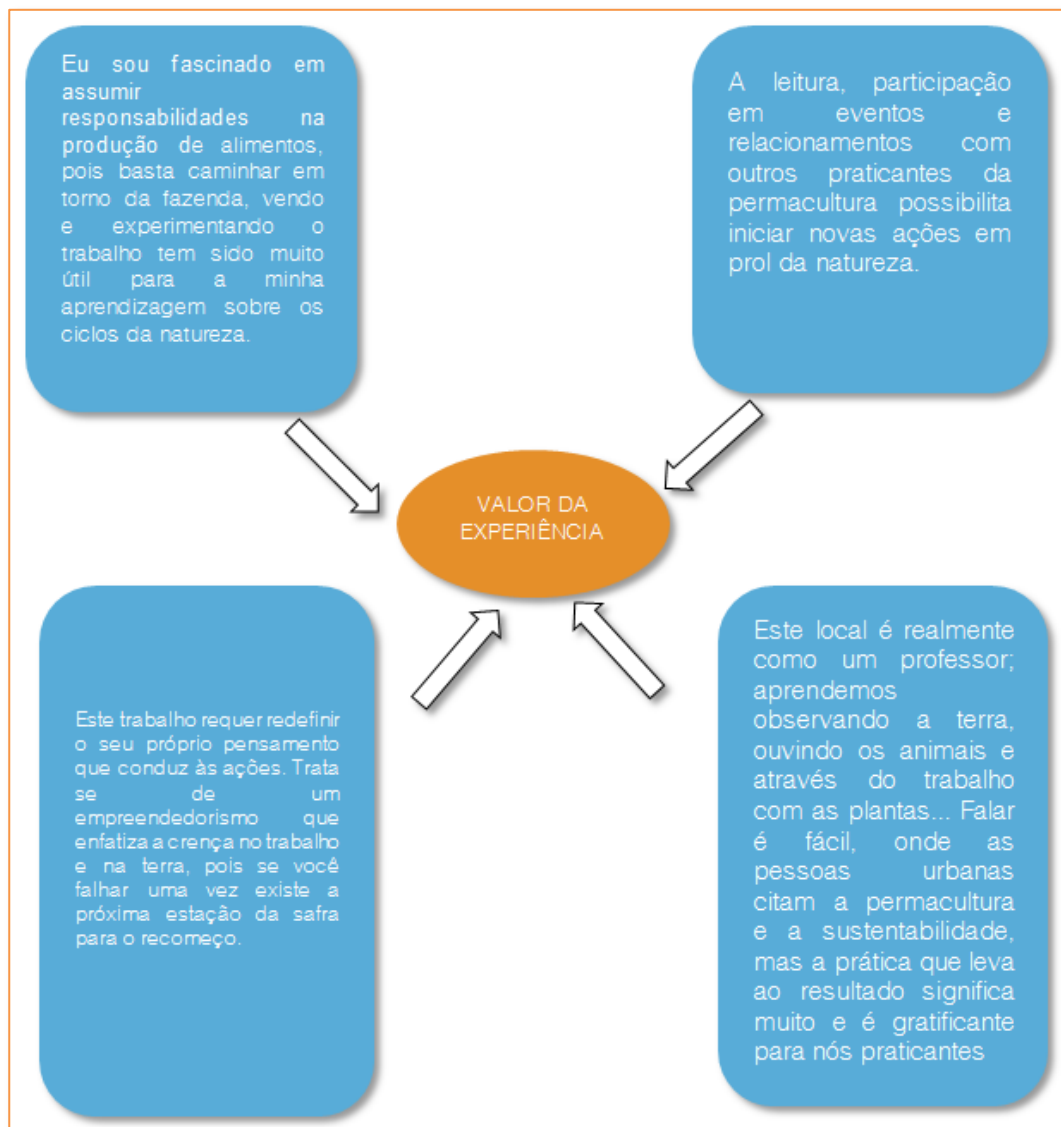 Eu sou fascinado em
assumir
responsabilidades na
produção de alimentos,
pois basta caminhar em
torno da fazenda, vendo
e experimentando o
trabalho tem sido muito
útil para a minha
aprendizagem sobre os
ciclos da natureza.
A leitura, participação
em eventos e
relacionamentos com
outros praticantes da
permacultura possibilita
iniciar novas ações em
prol da natureza.
VALOR DA
EXPERIÊNCIA
Este trabalho requer redefinir
o seu próprio pensamento
que conduz às ações. Trata
se de um
empreendedorismo que
enfatiza a crença no trabalho
e na terra, pois se você
falhar uma vez existe a
próxima estação da safra
para o recomeço.
Este local é realmente
como um professor;
aprendemos
observando a terra,
ouvindo os animais e
através do trabalho
com as plantas... Falar
é fácil, onde as
pessoas urbanas
citam a permacultura
e a sustentabilidade,
mas a prática que leva
ao resultado significa
muito e é gratificante
para nós praticantes